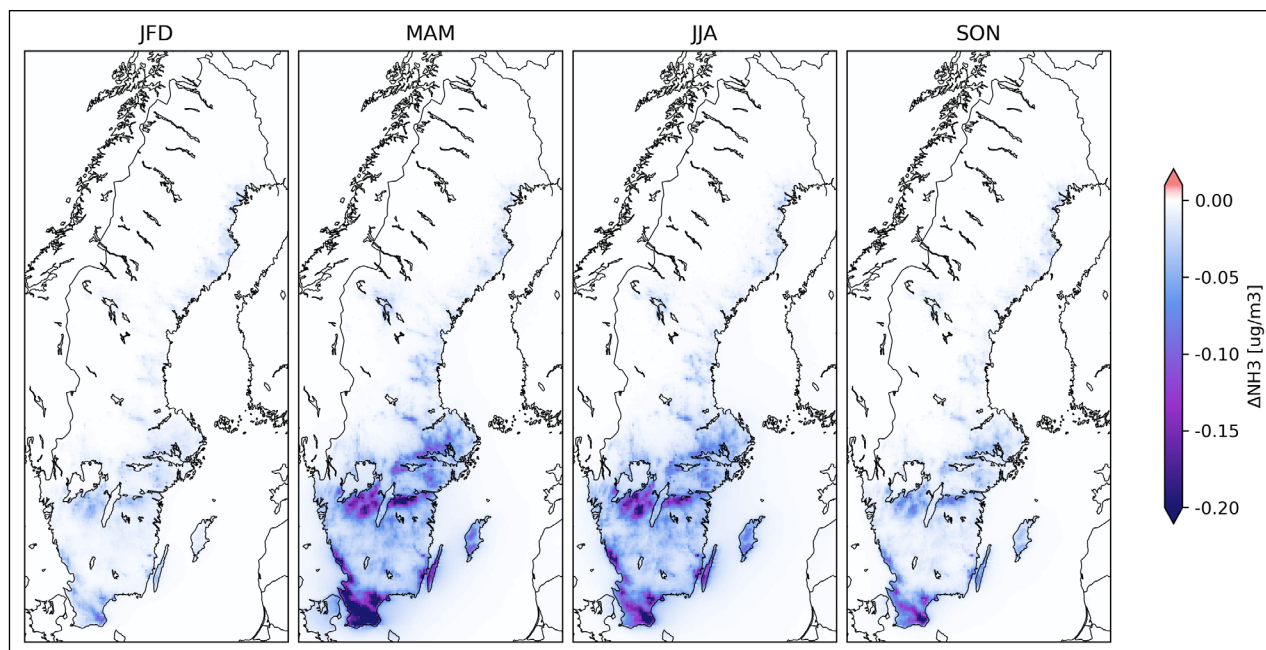 JFD
MAM
JJA
SON
0.00
-0.05
-0.10
-0.15
-0.20
ΔNH3 [ug/m3]